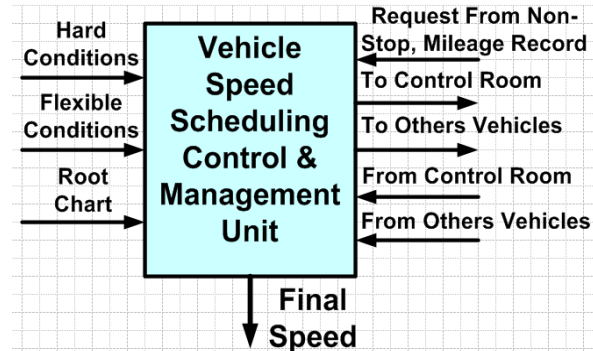 Hard
Conditions
Flexible
Conditions
Root
Chart
Vehicle
Speed
Scheduling
Control &
Management
Unit
Request From Non-
Stop, Mileage Record
To Control Room
To Others Vehicles
From Control Room
From Others Vehicles
Final
Speed